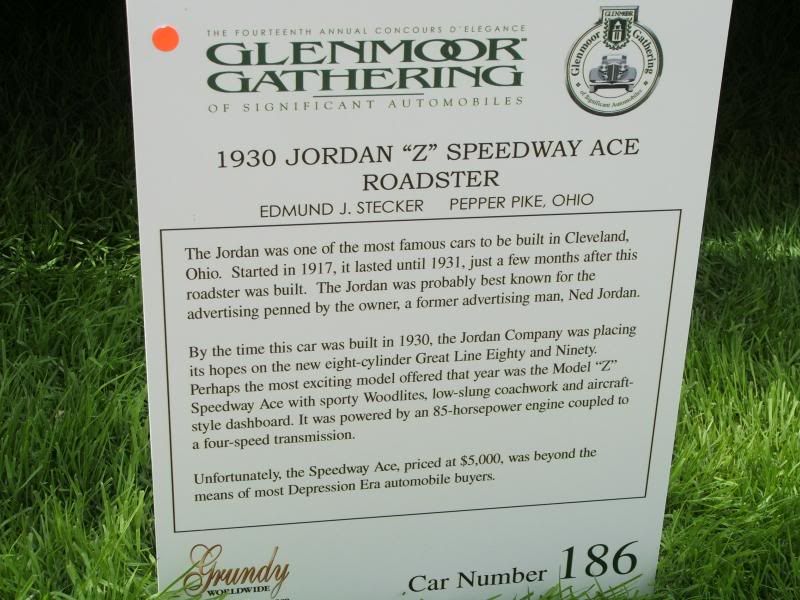 THE FOURTEENTH ANNUAL CONCOURS D'ELEGANCE
GLENMOOR
GATHERING
OF SIGNIFICANT AUTOMOBILES
GLENMOOR
Glenmoor Gathering
of Significant Automobiles
1930 JORDAN “Z” SPEEDWAY ACE
ROADSTER
EDMUND J. STECKER PEPPER PIKE, OHIO
The Jordan was one of the most famous cars to be built in Cleveland,
Ohio. Started in 1917, it lasted until 1931, just a few months after this
roadster was built. The Jordan was probably best known for the
advertising penned by the owner, a former advertising man, Ned Jordan.
By the time this car was built in 1930, the Jordan Company was placing
its hopes on the new eight-cylinder Great Line Eighty and Ninety.
Perhaps the most exciting model offered that year was the Model “Z”
Speedway Ace with sporty Woodlites, low-slung coachwork and aircraft-
style dashboard. It was powered by an 85-horsepower engine coupled to
a four-speed transmission.
Unfortunately, the Speedway Ace, priced at $5,000, was beyond the
means of most Depression Era automobile buyers.
Grundy
WORLDWIDE
Car Number 186